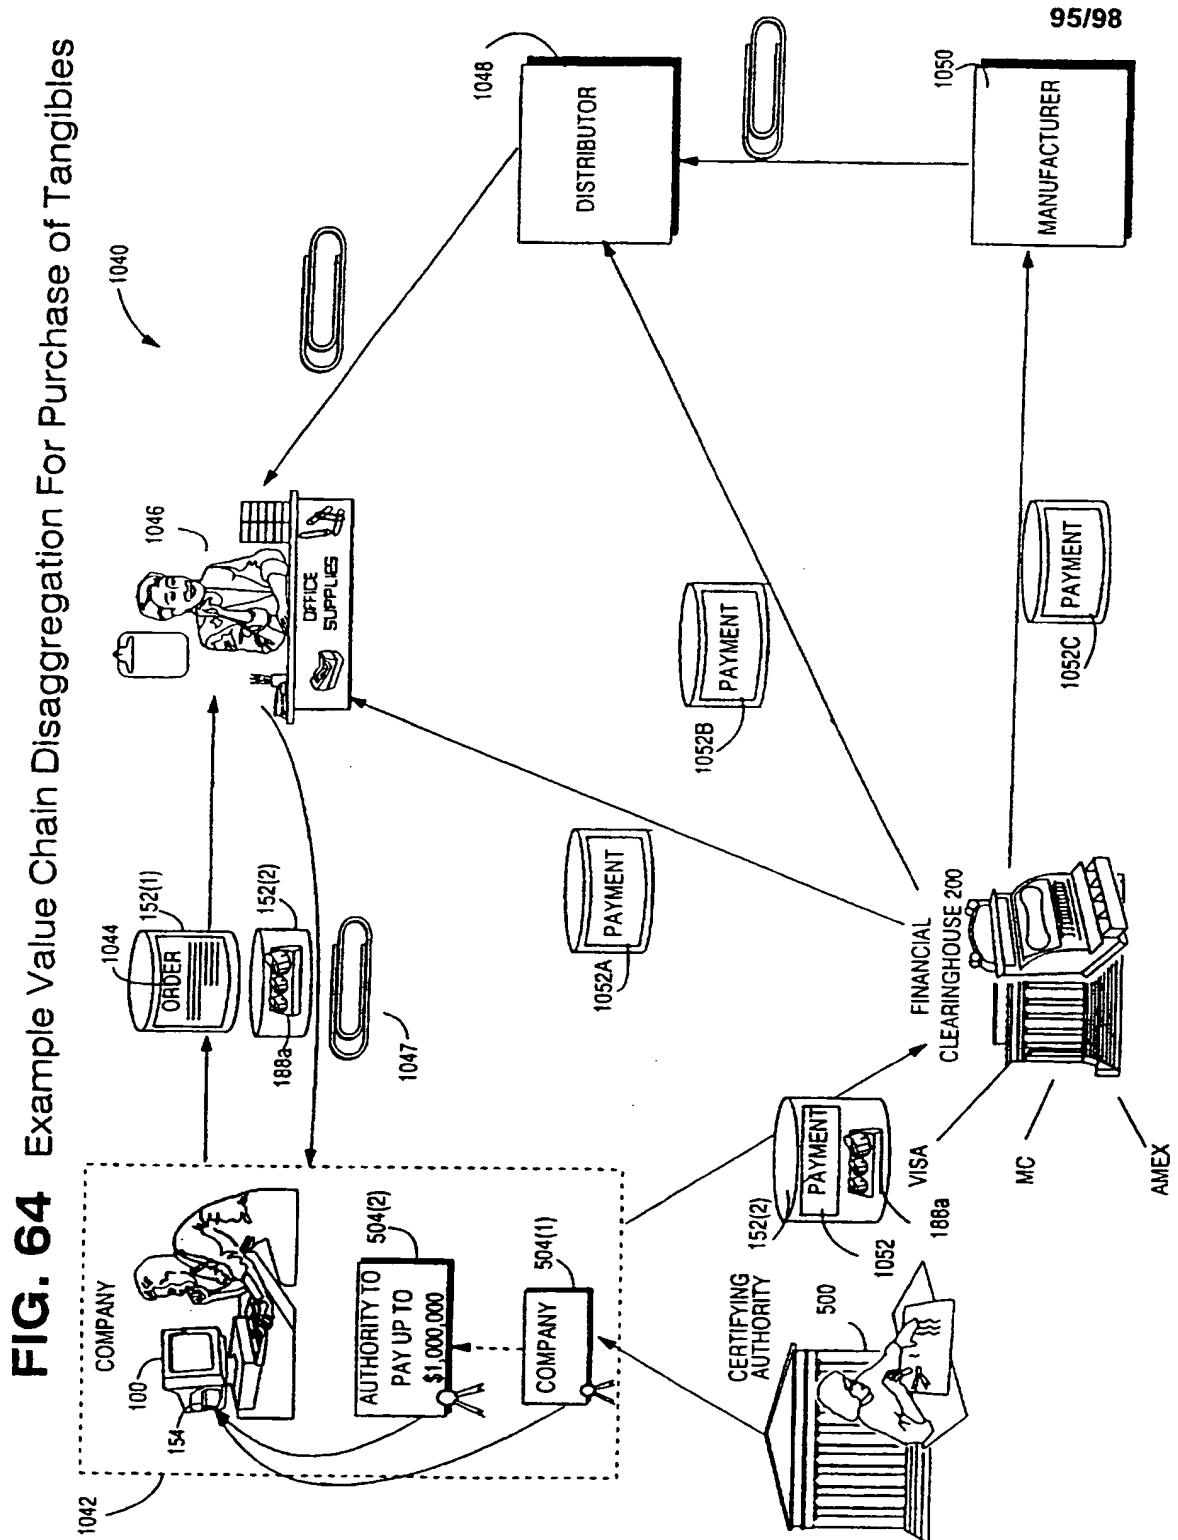 95/98
FIG. 64 Example Value Chain Disaggregation For Purchase of Tangibles
1040
1042
COMPANY
100
154
AUTHORITY TO
PAY UP TO
$1,000,000
504(2)
COMPANY
504(1)
1044
ORDER
152(1)
152(2)
188a
1047
1046
OFFICE
SUPPLIES
1048
DISTRIBUTOR
1050
MANUFACTURER
CERTIFYING
AUTHORITY
500
152(2)
PAYMENT
1052
188a
VISA
MC
AMEX
FINANCIAL
CLEARINGHOUSE 200
PAYMENT
1052A
PAYMENT
1052B
PAYMENT
1052C